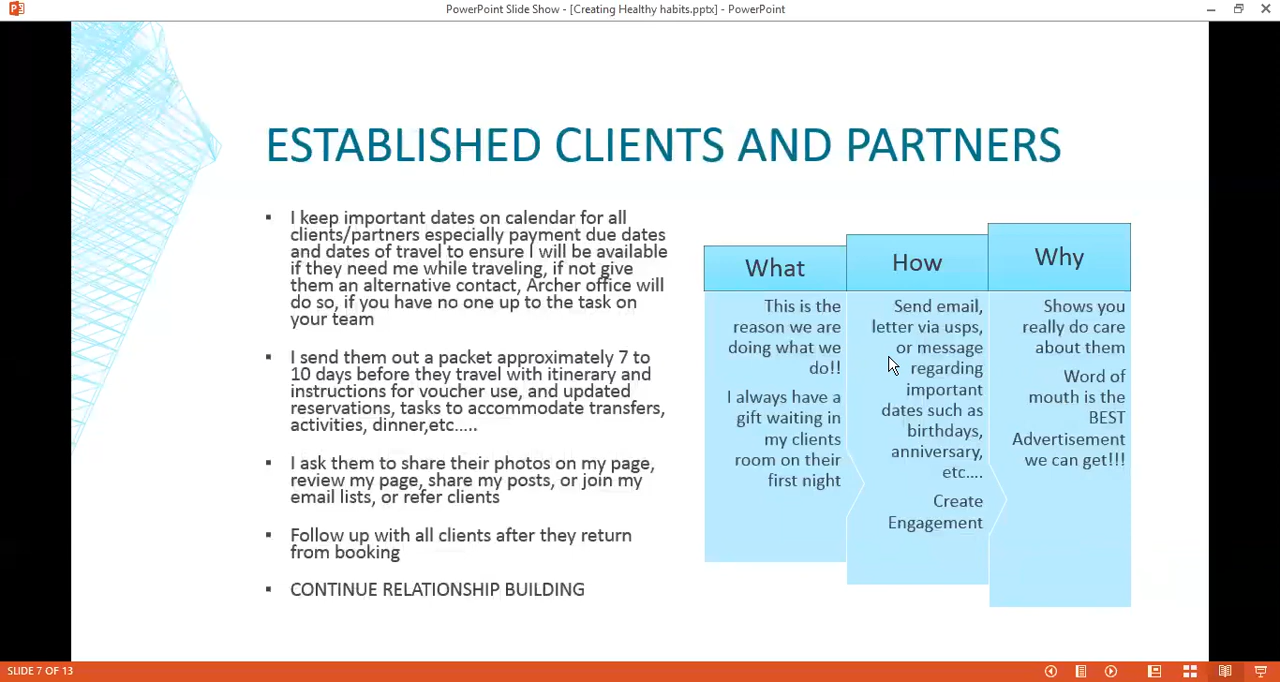 PowerPoint Slide Show - [Creating Healthy habits.pptx] - PowerPoint
ESTABLISHED CLIENTS AND PARTNERS
▪ I keep important dates on calendar for all
clients/partners especially payment due dates
and dates of travel to ensure I will be available
if they need me while traveling, if not give
them an alternative contact, Archer office will
do so, if you have no one up to the task on
your team
▪ I send them out a packet approximately 7 to
10 days before they travel with itinerary and
instructions for voucher use, and updated
reservations, tasks to accommodate transfers,
activities, dinner,etc…..
▪ I ask them to share their photos on my page,
review my page, share my posts, or join my
email lists, or refer clients
▪ Follow up with all clients after they return
from booking
▪ CONTINUE RELATIONSHIP BUILDING
What
This is the
reason we are
doing what we
do!!
I always have a
gift waiting in
my clients
room on their
first night
How
Send email,
letter via usps,
or message
regarding
important
dates such as
birthdays,
anniversary,
etc….
Create
Engagement
Why
Shows you
really do care
about them
Word of
mouth is the
BEST
Advertisement
we can get!!!
SLIDE 7 OF 13